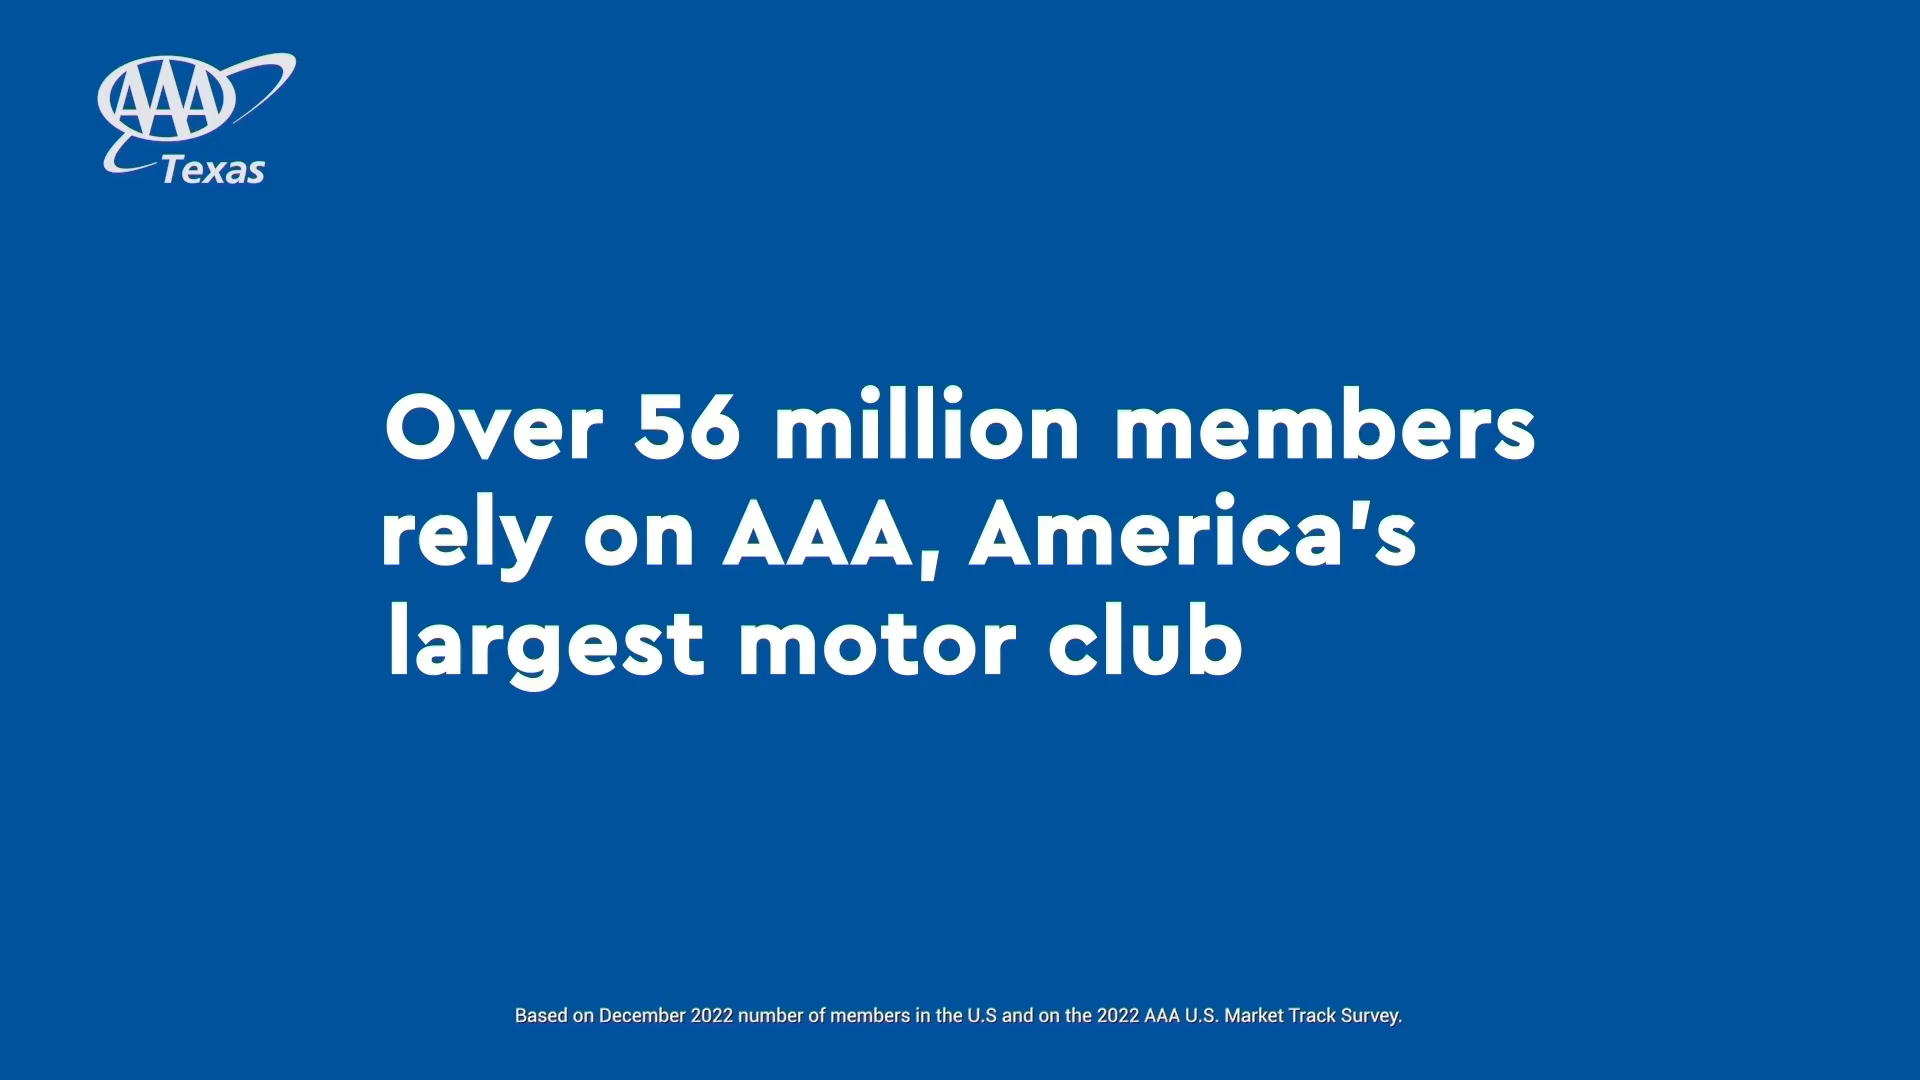 AAA
Texas
Over 56 million members
rely on AAA, America's
largest motor club
Based on December 2022 number of members in the U.S and on the 2022 AAA U.S. Market Track Survey.